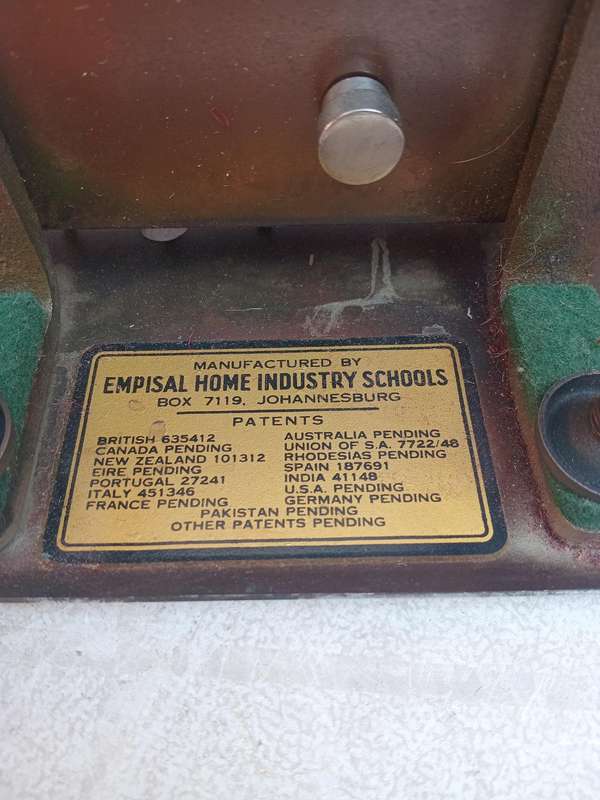 MANUFACTURED BY
EMPISAL HOME INDUSTRY SCHOOLS
BOX 7119, JOHANNESBURG
PATENTS
BRITISH 635412
CANADA PENDING
NEW ZEALAND 101312
EIRE PENDING
PORTUGAL 27241
ITALY 451346
FRANCE PENDING
AUSTRALIA PENDING
UNION OF S.A. 7722/48
RHODESIAS PENDING
SPAIN 187691
INDIA 41148
U.S.A. PENDING
GERMANY PENDING
PAKISTAN PENDING
OTHER PATENTS PENDING